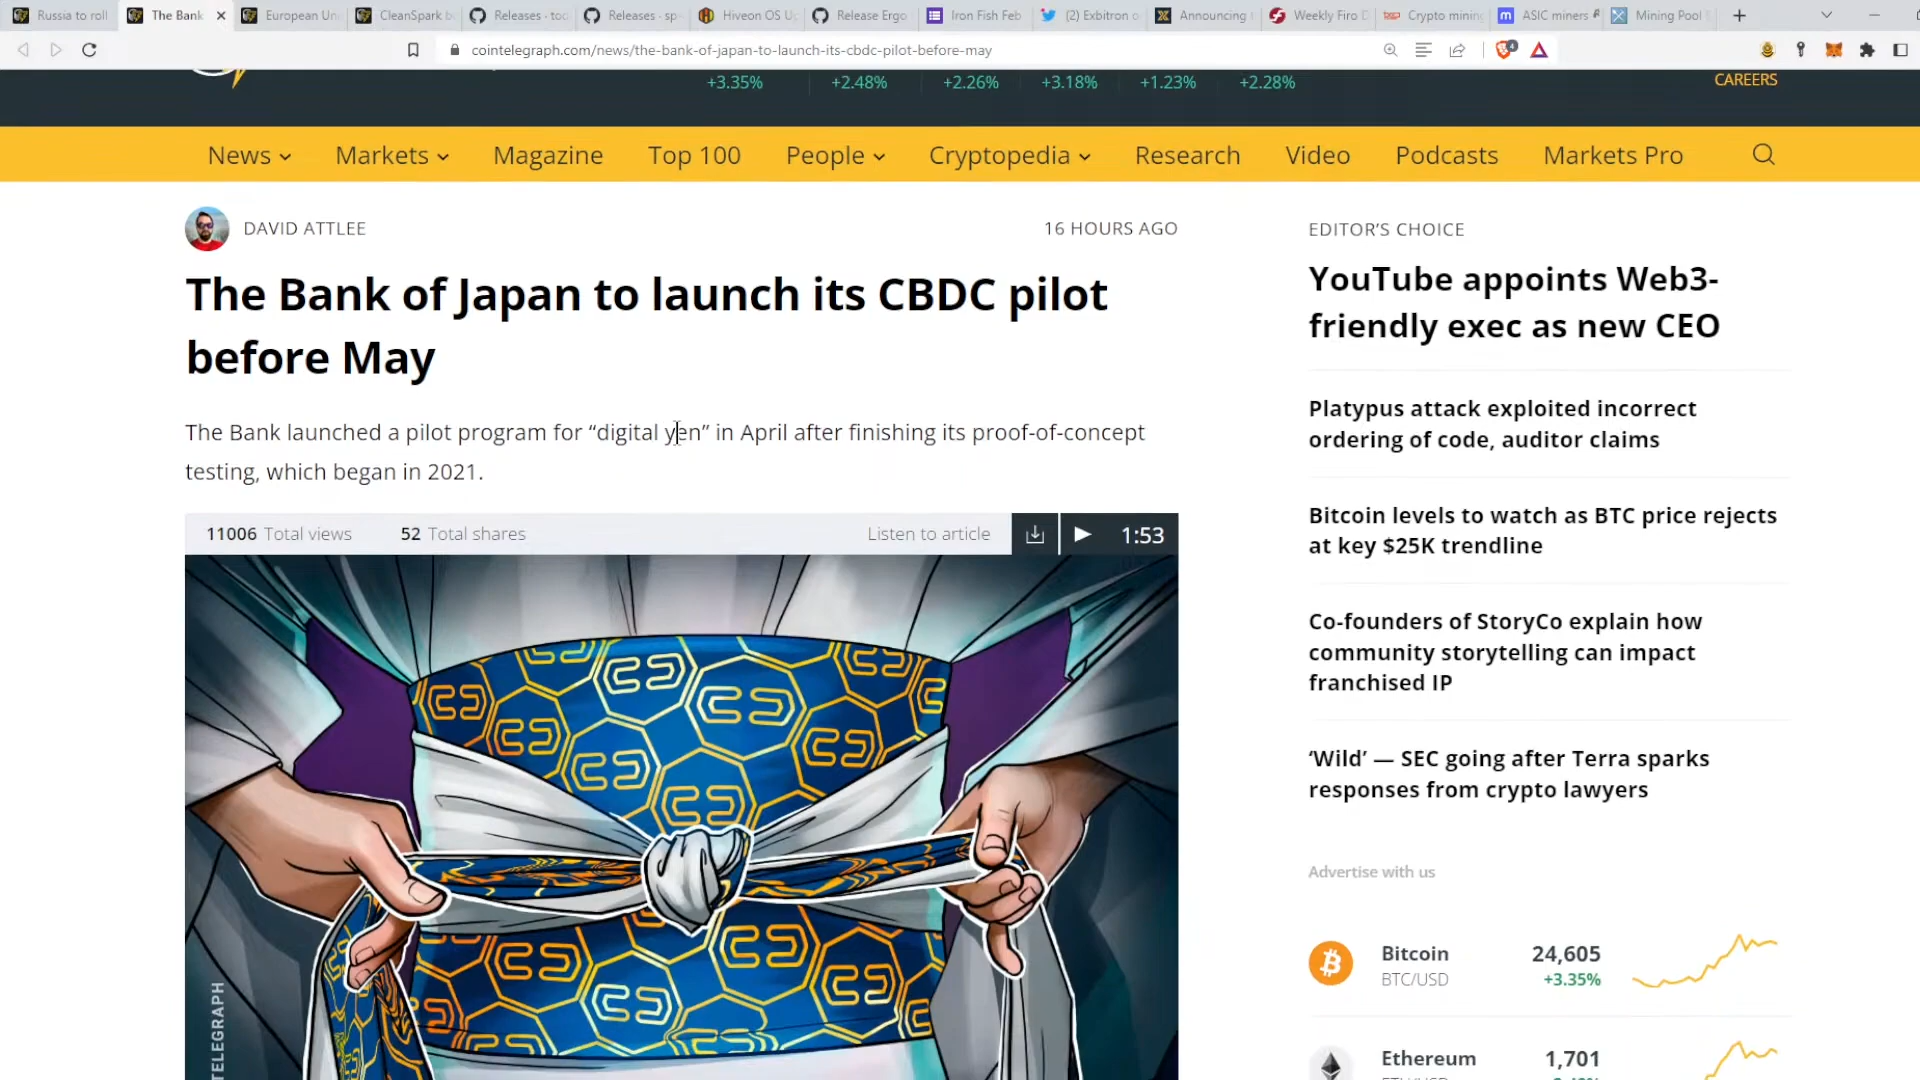 Russia to roll
The Bank
European Un
CleanSpark b
Releases · too
Releases · sp
Hiveon OS U
Release Ergo
Iron Fish Feb
(2) Exbitron o
Announcing
Weekly Firo D
Crypto mining
ASIC miners
Mining Pool
cointelegraph.com/news/the-bank-of-japan-to-launch-its-cbdc-pilot-before-may
4
+3.35%
+2.48%
+2.26%
+3.18%
+1.23%
+2.28%
CAREERS
News
Markets
Magazine
Top 100
People
Cryptopedia
Research
Video
Podcasts
Markets Pro
DAVID ATTLEE
16 HOURS AGO
The Bank of Japan to launch its CBDC pilot
before May
The Bank launched a pilot program for “digital yen” in April after finishing its proof-of-concept
testing, which began in 2021.
11006 Total views
52 Total shares
Listen to article
1:53
TELEGRAPH
EDITOR’S CHOICE
YouTube appoints Web3-
friendly exec as new CEO
Platypus attack exploited incorrect
ordering of code, auditor claims
Bitcoin levels to watch as BTC price rejects
at key $25K trendline
Co-founders of StoryCo explain how
community storytelling can impact
franchised IP
‘Wild’ — SEC going after Terra sparks
responses from crypto lawyers
Advertise with us
Bitcoin
24,605
BTC/USD
+3.35%
Ethereum
1,701